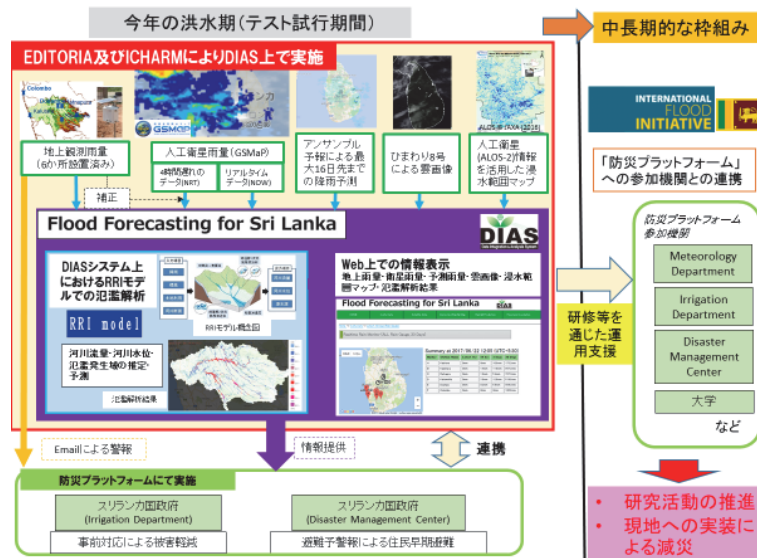 今年の洪水期(テスト試行期間)
中長期的な枠組み
EDITORIA及びICHARMによりDIAS上で実施
Colombo
GSMaP
ALOS © JAXA (2016)
地上観測雨量
(6か所設置済み)
人工衛星雨量(GSMaP)
4時間遅れの
データ(NRT)
リアルタイム
データ(NOW)
アンサンブル
予報による最
大16日先まで
の降雨予測
ひまわり8号
による雲画像
人工衛星
(ALOS-2)情報
を活用した浸
水範囲マップ
補正
Flood Forecasting for Sri Lanka
DIAS
DIASシステム上
におけるRRIモデ
ルでの氾濫解析
RRI model
RRIモデル概念図
河川流量・河川水位・
氾濫発生域の推定・
予測
氾濫解析結果
Web上での情報表示
地上雨量・衛星雨量・予測雨量・雲画像・浸水範
囲マップ・氾濫解析結果
Flood Forecasting for Sri Lanka
DIAS
INTERNATIONAL
FLOOD
INITIATIVE
「防災プラットフォーム」
への参加機関との連携
防災プラットフォーム
参加機関
Meteorology
Department
Irrigation
Department
Disaster
Management
Center
大学
など
研修等を
通じた運
用支援
Emailによる警報
情報提供
連携
防災プラットフォームにて実施
スリランカ国政府
(Irrigation Department)
事前対応による被害軽減
スリランカ国政府
(Disaster Management Center)
避難予警報による住民早期避難
• 研究活動の推進
• 現地への実装に
よる減災